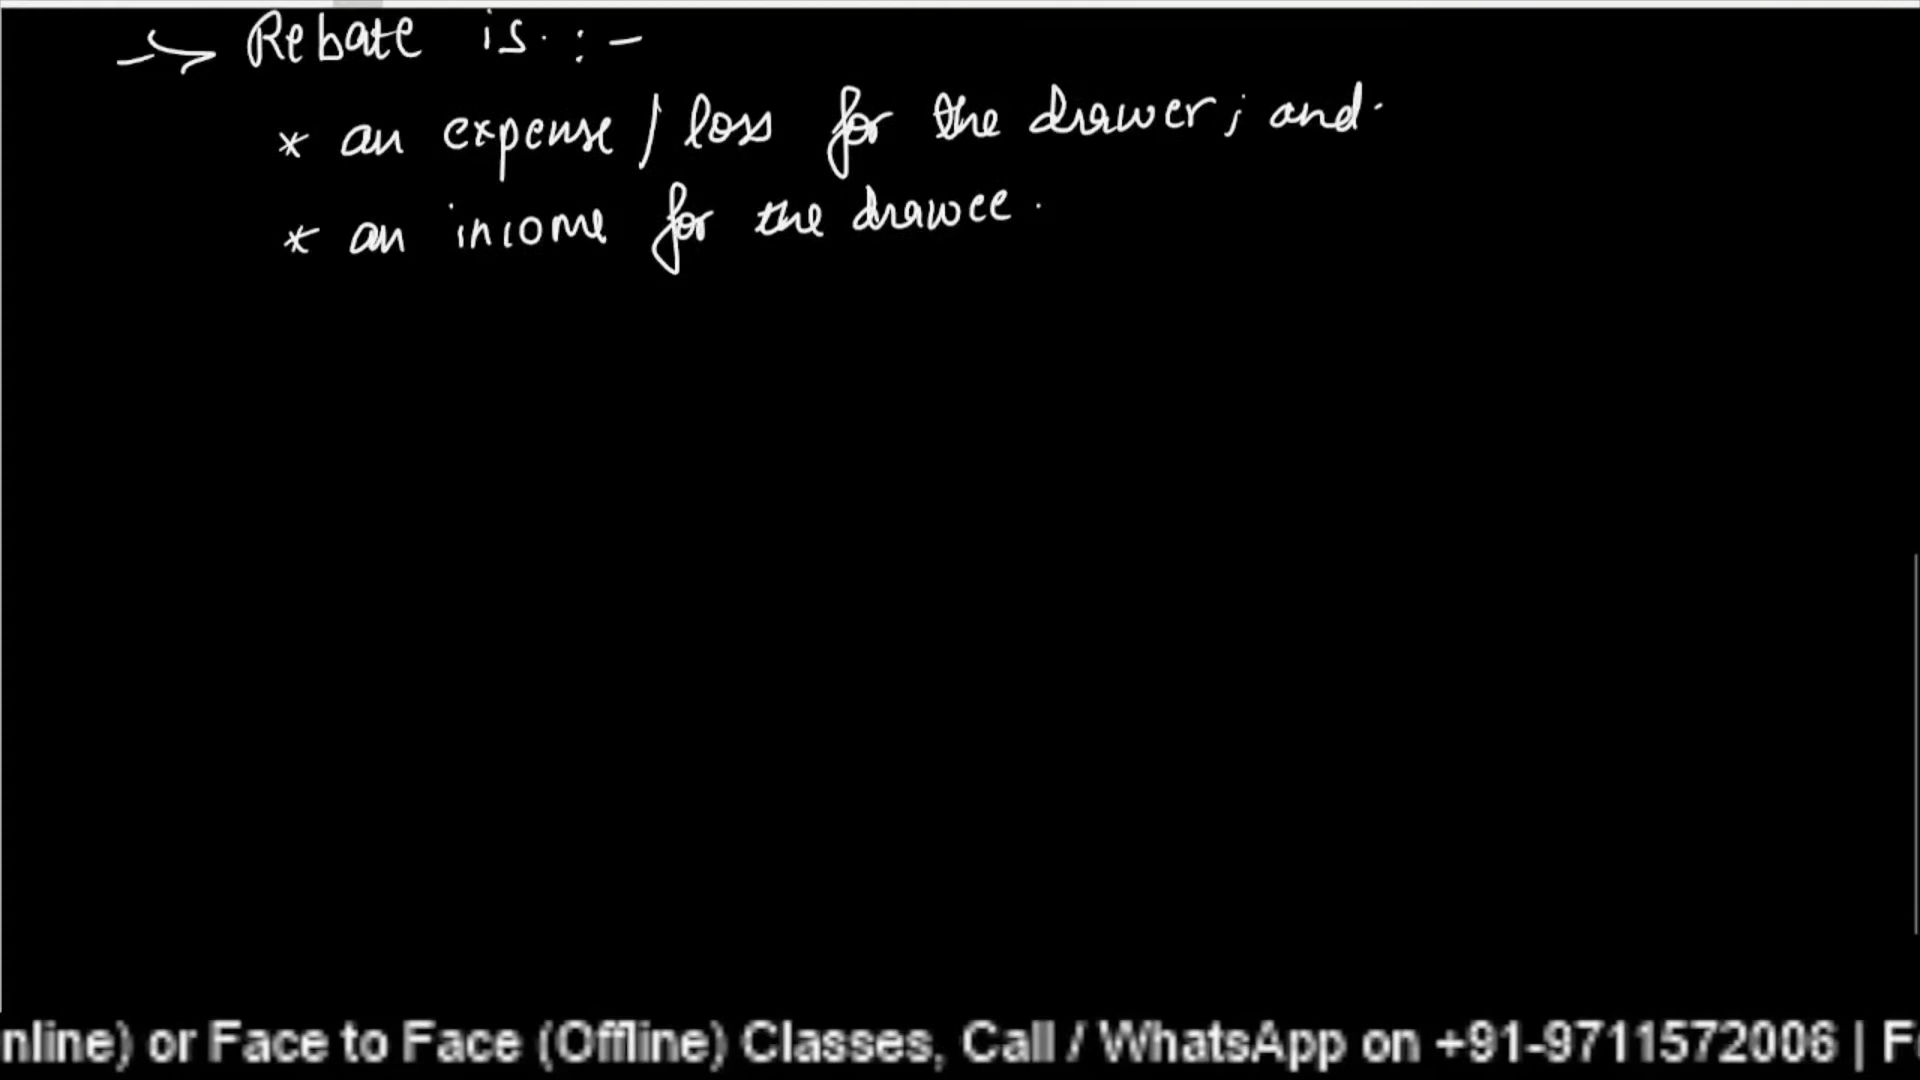 → Rebate is :-
* an expense / loss for the drawer; and
* an income for the drawee.
nline) or Face to Face (Offline) Classes, Call / WhatsApp on +91-9711572006 | F